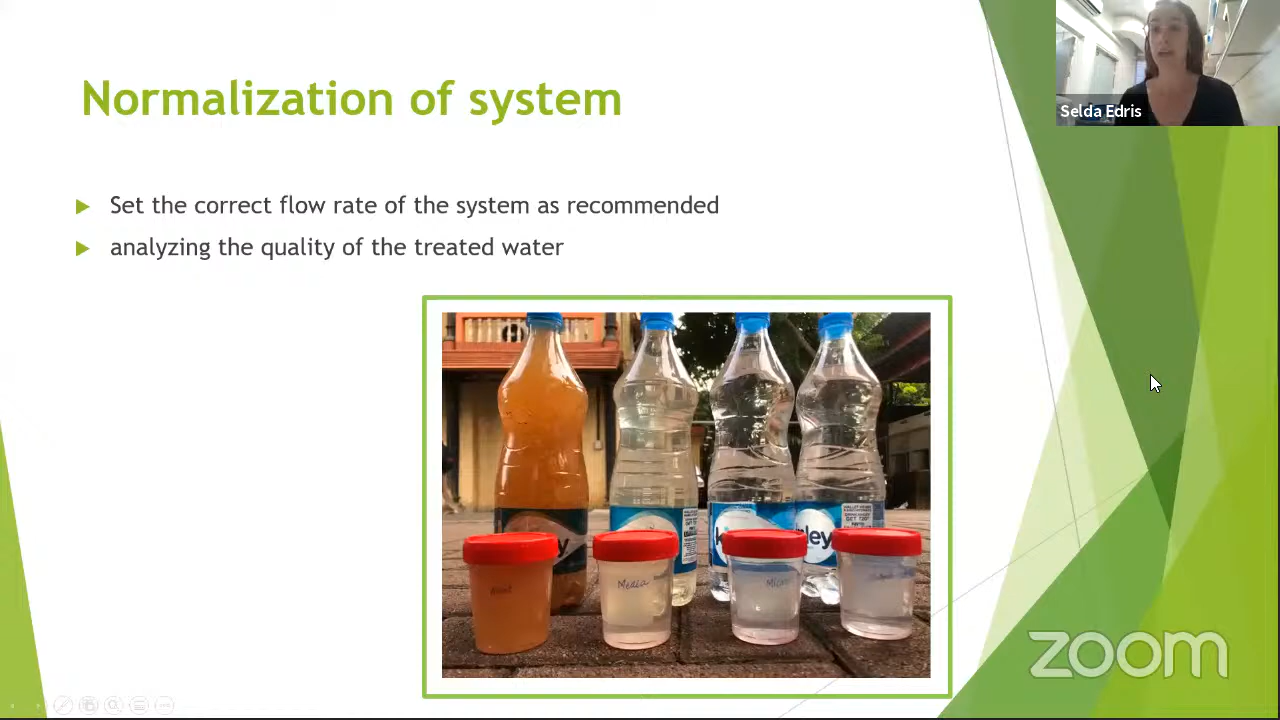 Normalization of system
Selda Edris
Set the correct flow rate of the system as recommended
analyzing the quality of the treated water
Media
zoom